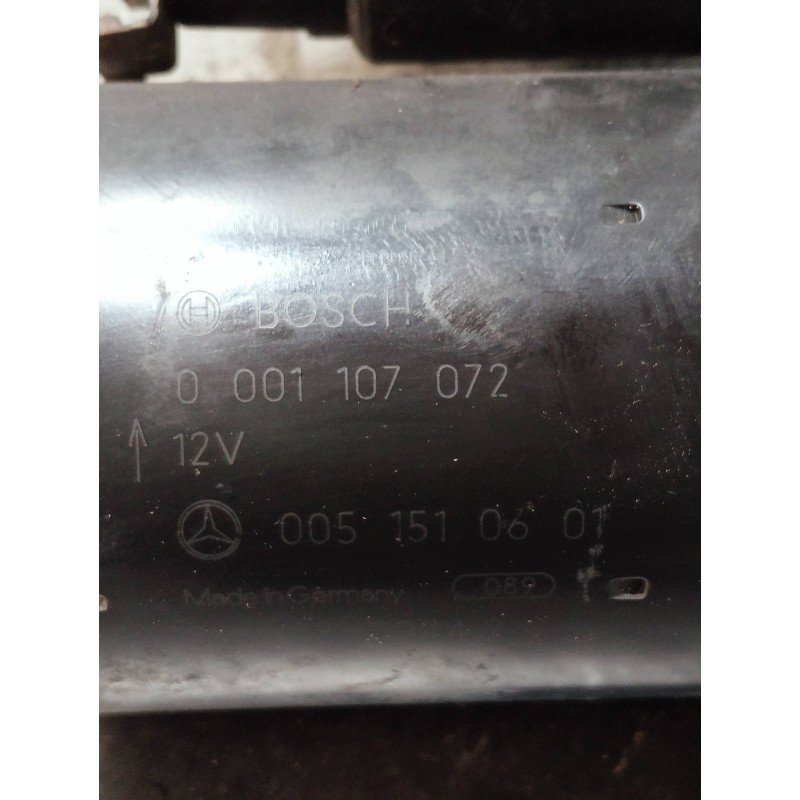 BOSCH
0 001 107 072
12V
005 151 06 01
Made in Germany 089